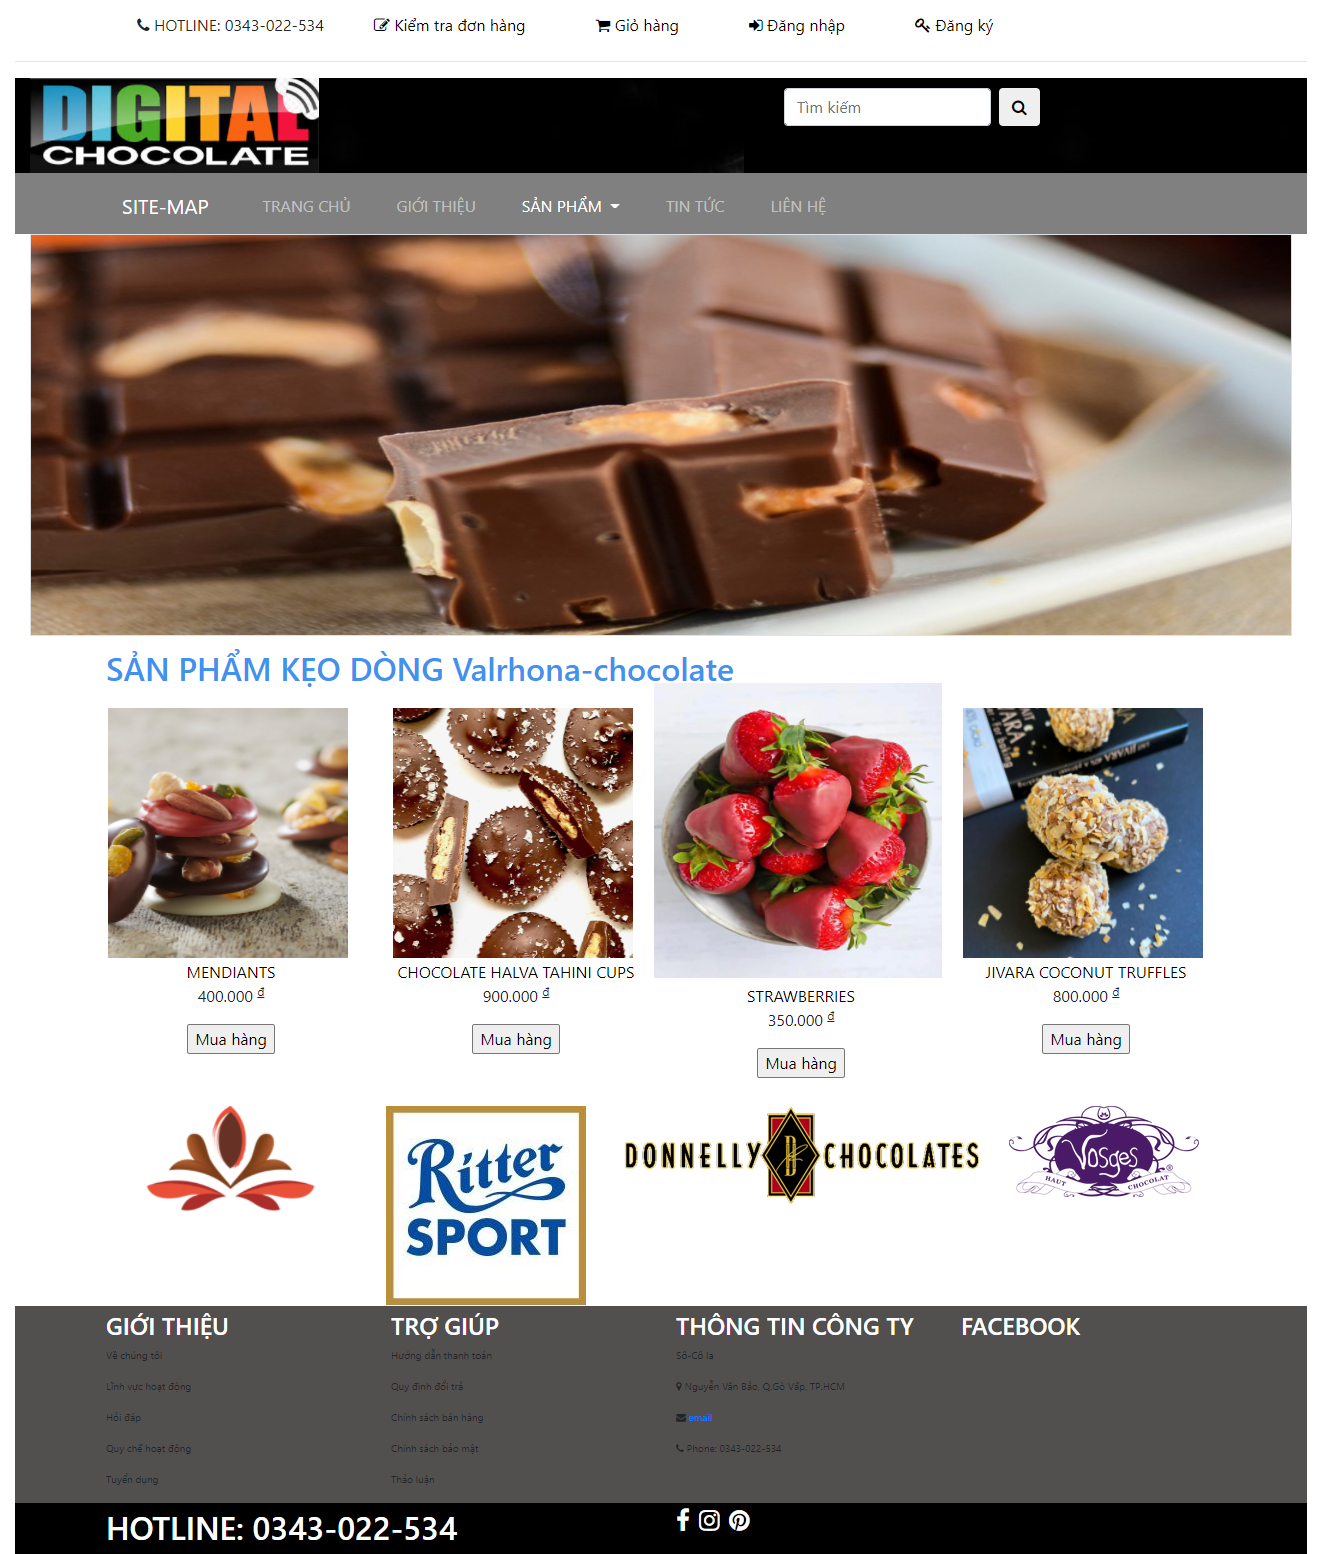 HOTLINE: 0343-022-534 Kiểm tra đơn hàng Giỏ hàng Đăng nhập Đăng ký
DIGITAL
CHOCOLATE
Tìm kiếm
SITE-MAP TRANG CHỦ GIỚI THIỆU SẢN PHẨM TIN TỨC LIÊN HỆ
SẢN PHẨM KẸO DÒNG Valrhona-chocolate
MENDIANTS
400.000 đ
Mua hàng
CHOCOLATE HALVA TAHINI CUPS
900.000 đ
Mua hàng
STRAWBERRIES
350.000 đ
Mua hàng
JIVARA COCONUT TRUFFLES
800.000 đ
Mua hàng
Ritter
SPORT
DONNELLY CHOCOLATES
Vosges
HAUT CHOCOLAT
GIỚI THIỆU
Về chúng tôi
Lĩnh vực hoạt động
Hỏi đáp
Quy chế hoạt động
Tuyển dụng
TRỢ GIÚP
Hướng dẫn thanh toán
Quy định đổi trả
Chính sách bán hàng
Chính sách bảo mật
Thảo luận
THÔNG TIN CÔNG TY
Sô-Cô la
Nguyễn Văn Bảo, Q.Gò Vấp, TP.HCM
email
Phone: 0343-022-534
FACEBOOK
HOTLINE: 0343-022-534